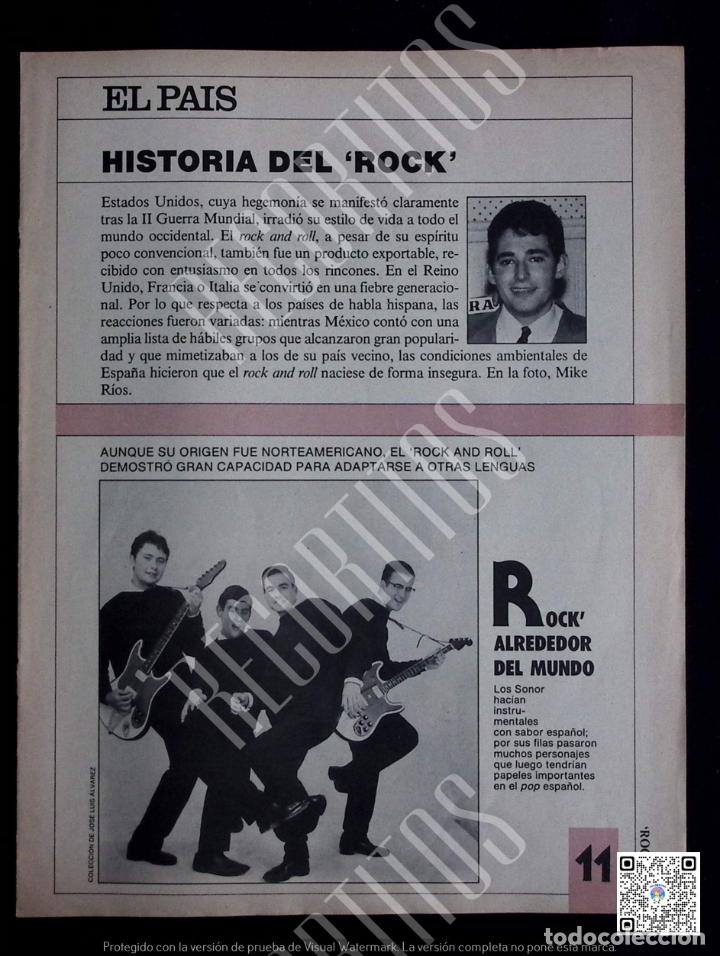 EL PAIS
HISTORIA DEL ‘ROCK’
Estados Unidos, cuya hegemonía se manifestó claramente
tras la II Guerra Mundial, irradió su estilo de vida a todo el
mundo occidental. El rock and roll, a pesar de su espíritu
poco convencional, también fue un producto exportable, re-
cibido con entusiasmo en todos los rincones. En el Reino
Unido, Francia o Italia se convirtió en una fiebre generacio-
nal. Por lo que respecta a los países de habla hispana, las
reacciones fueron variadas: mientras México contó con una
amplia lista de hábiles grupos que alcanzaron gran populari-
dad y que mimetizaban a los de su país vecino, las condiciones ambientales de
España hicieron que el rock and roll naciese de forma insegura. En la foto, Mike
Ríos.
RA
AUNQUE SU ORIGEN FUE NORTEAMERICANO, EL ‘ROCK AND ROLL’
DEMOSTRÓ GRAN CAPACIDAD PARA ADAPTARSE A OTRAS LENGUAS
ROCK’
ALREDEDOR
DEL MUNDO
Los Sonor
hacían
instru-
mentales
con sabor español;
por sus filas pasaron
muchos personajes
que luego tendrían
papeles importantes
en el pop español.
COLECCIÓN DE JOSÉ LUIS ÁLVAREZ
11
RECORTITOS
RECORTITOS
RECORTITOS
todocoleccion
Protegido con la versión de prueba de Visual Watermark. La versión completa no pone esta marca.